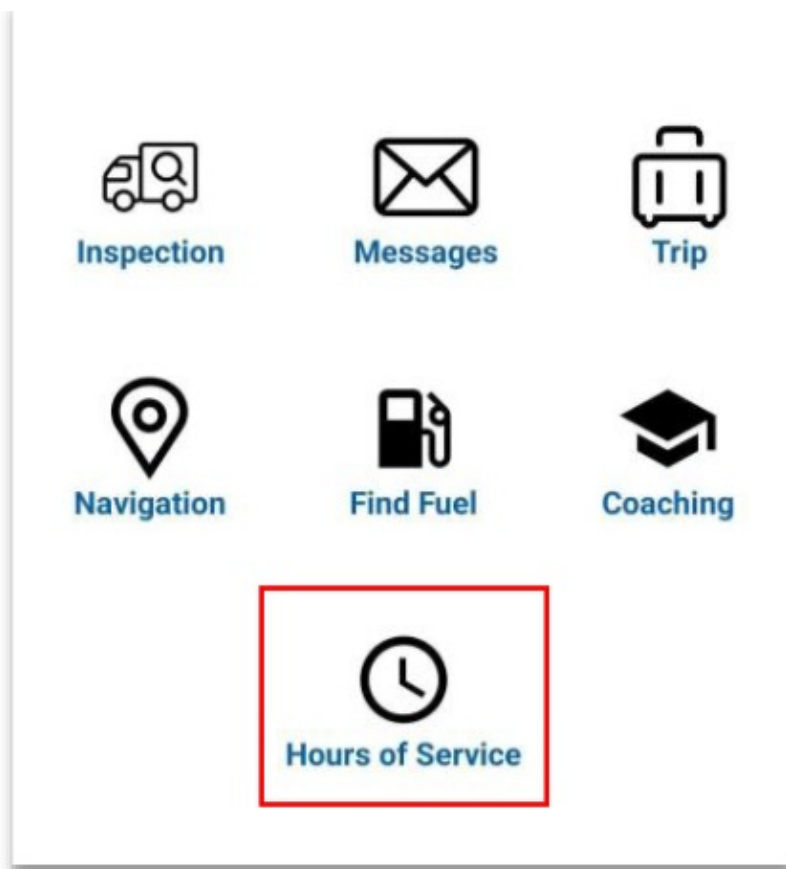 Inspection
Messages
Trip
Navigation
Find Fuel
Coaching
Hours of Service